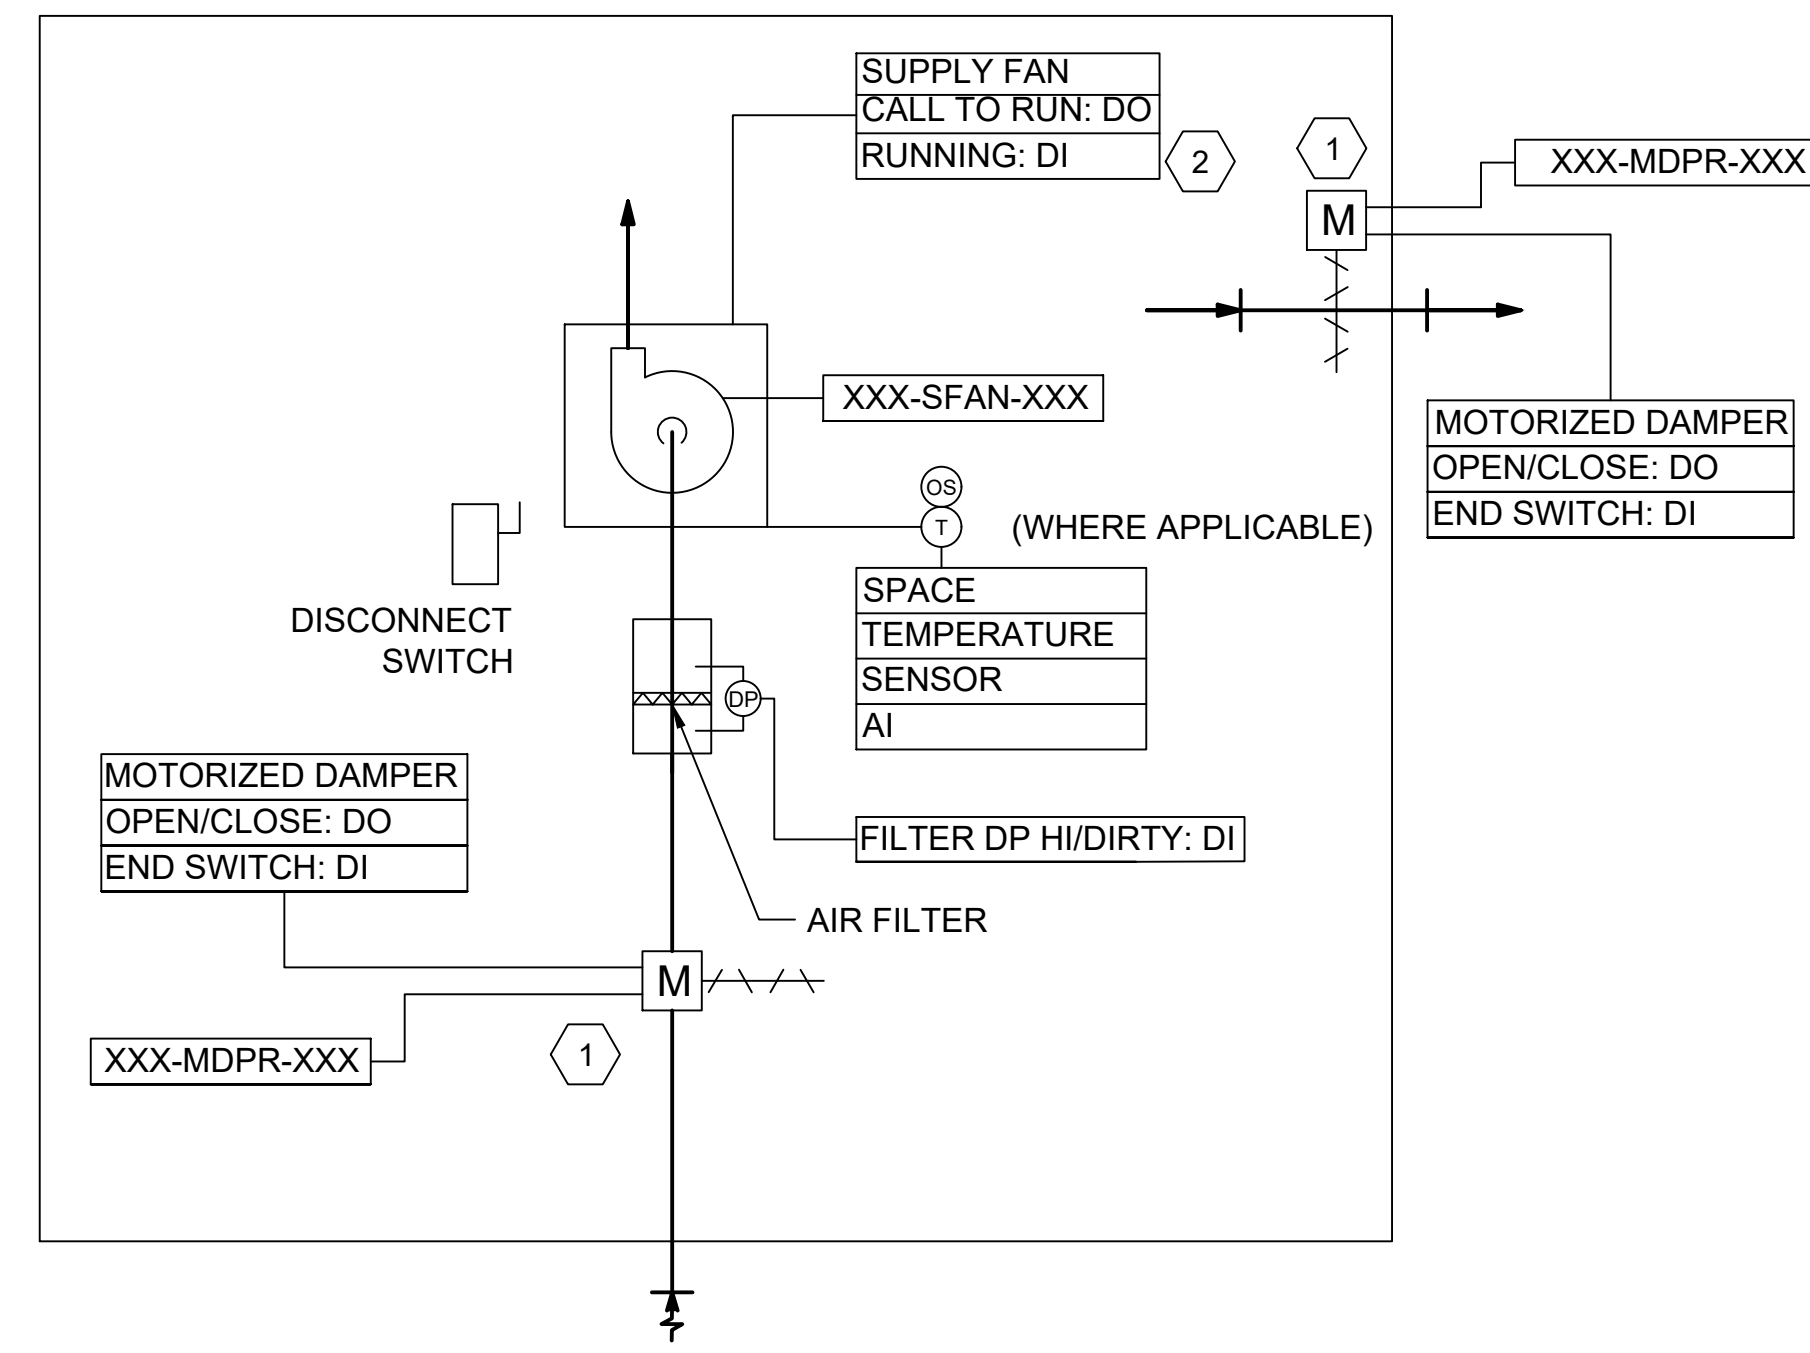 SUPPLY FAN
CALL TO RUN: DO
RUNNING: DI
2
1
XXX-MDPR-XXX
M
XXX-SFAN-XXX
MOTORIZED DAMPER
OPEN/CLOSE: DO
END SWITCH: DI
OS
T
(WHERE APPLICABLE)
SPACE
TEMPERATURE
SENSOR
AI
DISCONNECT
SWITCH
DP
MOTORIZED DAMPER
OPEN/CLOSE: DO
END SWITCH: DI
FILTER DP HI/DIRTY: DI
AIR FILTER
M
XXX-MDPR-XXX
1